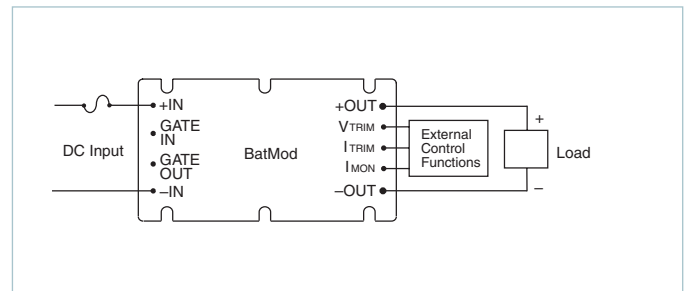 DC Input
+IN
GATE
IN
GATE
OUT
–IN
BatMod
+OUT
VTRIM
ITRIM
IMON
–OUT
External
Control
Functions
+
Load
–